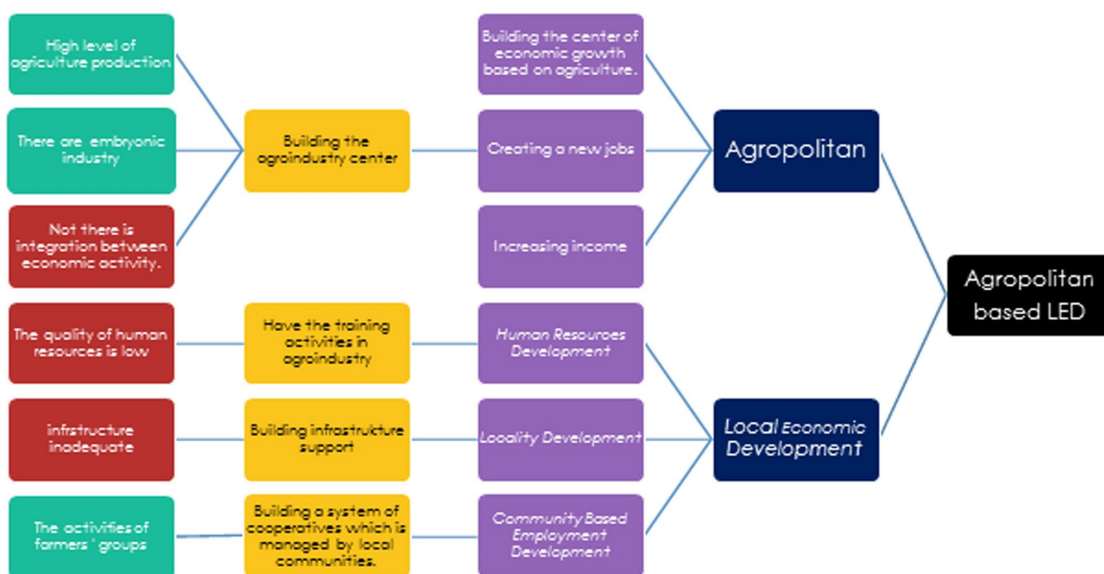 High level of
agriculture production
There are embryonic
industry
Not there is
integration between
economic activity.
The quality of human
resources is low
infrstructure
inadequate
The activities of
farmers ' groups
Building the
agroindustry center
Have the training
activities in
agroindustry
Building infrastrukture
support
Building a system of
cooperatives which is
managed by local
communities.
Building the center of
economic growth
based on agriculture.
Creating a new jobs
Increasing income
Human Resuroces
Development
Locality Development
Community Based
Employment
Development
Agropolitan
Local Economic
Development
Agropolitan
based LED